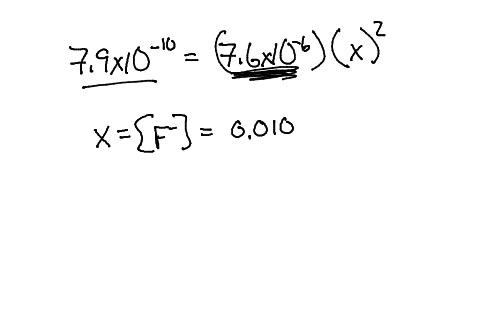 7.9x10⁻¹⁰ = (7.6x10⁻⁶)(x)²
x = [F⁻] = 0.010